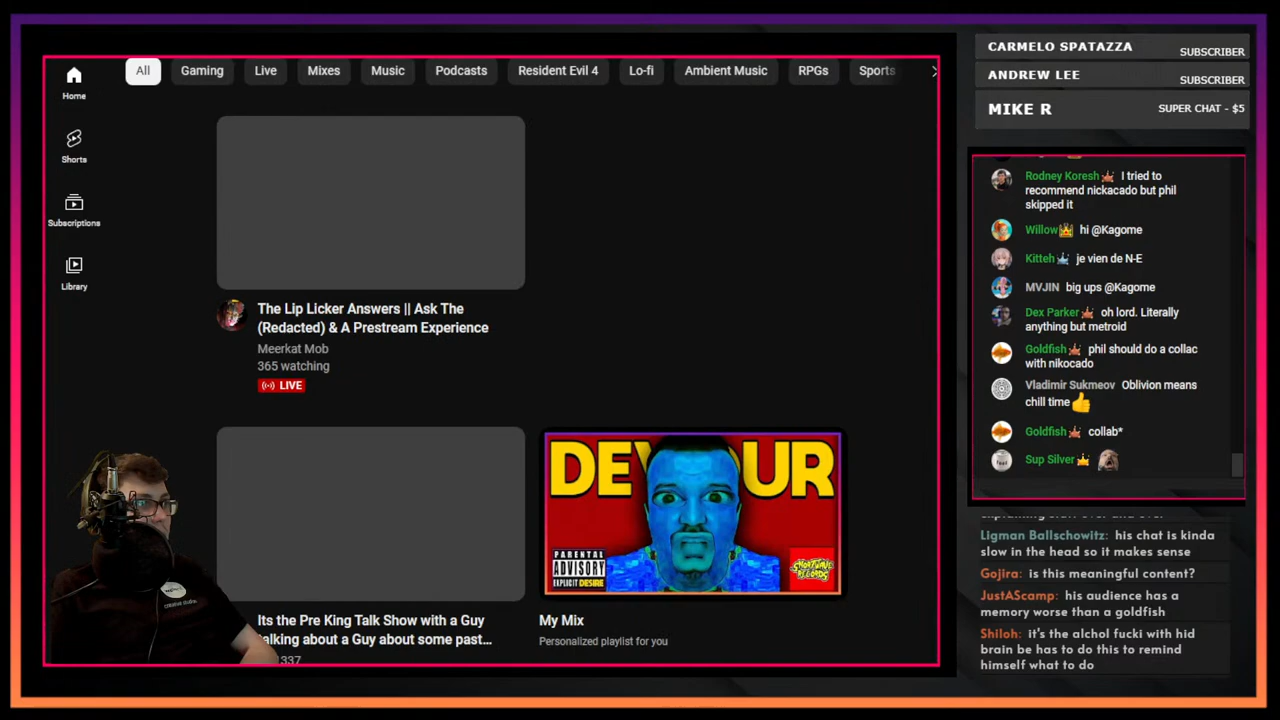 Home
Shorts
Subscriptions
Library
All
Gaming
Live
Mixes
Music
Podcasts
Resident Evil 4
Lo-fi
Ambient Music
RPGs
Sports
The Lip Licker Answers || Ask The
(Redacted) & A Prestream Experience
Meerkat Mob
365 watching
LIVE
Its the Pre King Talk Show with a Guy
talking about a Guy about some past...
337
DEVOUR
PARENTAL
ADVISORY
EXPLICIT DESIRE
My Mix
Personalized playlist for you
CARMELO SPATAZZA SUBSCRIBER
ANDREW LEE SUBSCRIBER
MIKE R SUPER CHAT - $5
Rodney Koresh I tried to
recommend nickacado but phil
skipped it
Willow hi @Kagome
Kitteh je vien de N-E
MVJIN big ups @Kagome
Dex Parker oh lord. Literally
anything but metroid
Goldfish phil should do a collac
with nikocado
Vladimir Sukmeov Oblivion means
chill time
Goldfish collab*
Sup Silver
explaining stuff over and over
Ligman Ballschowitz: his chat is kinda
slow in the head so it makes sense
Gojira: is this meaningful content?
JustAScamp: his audience has a
memory worse than a goldfish
Shiloh: it's the alchol fucki with hid
brain be has to do this to remind
himself what to do